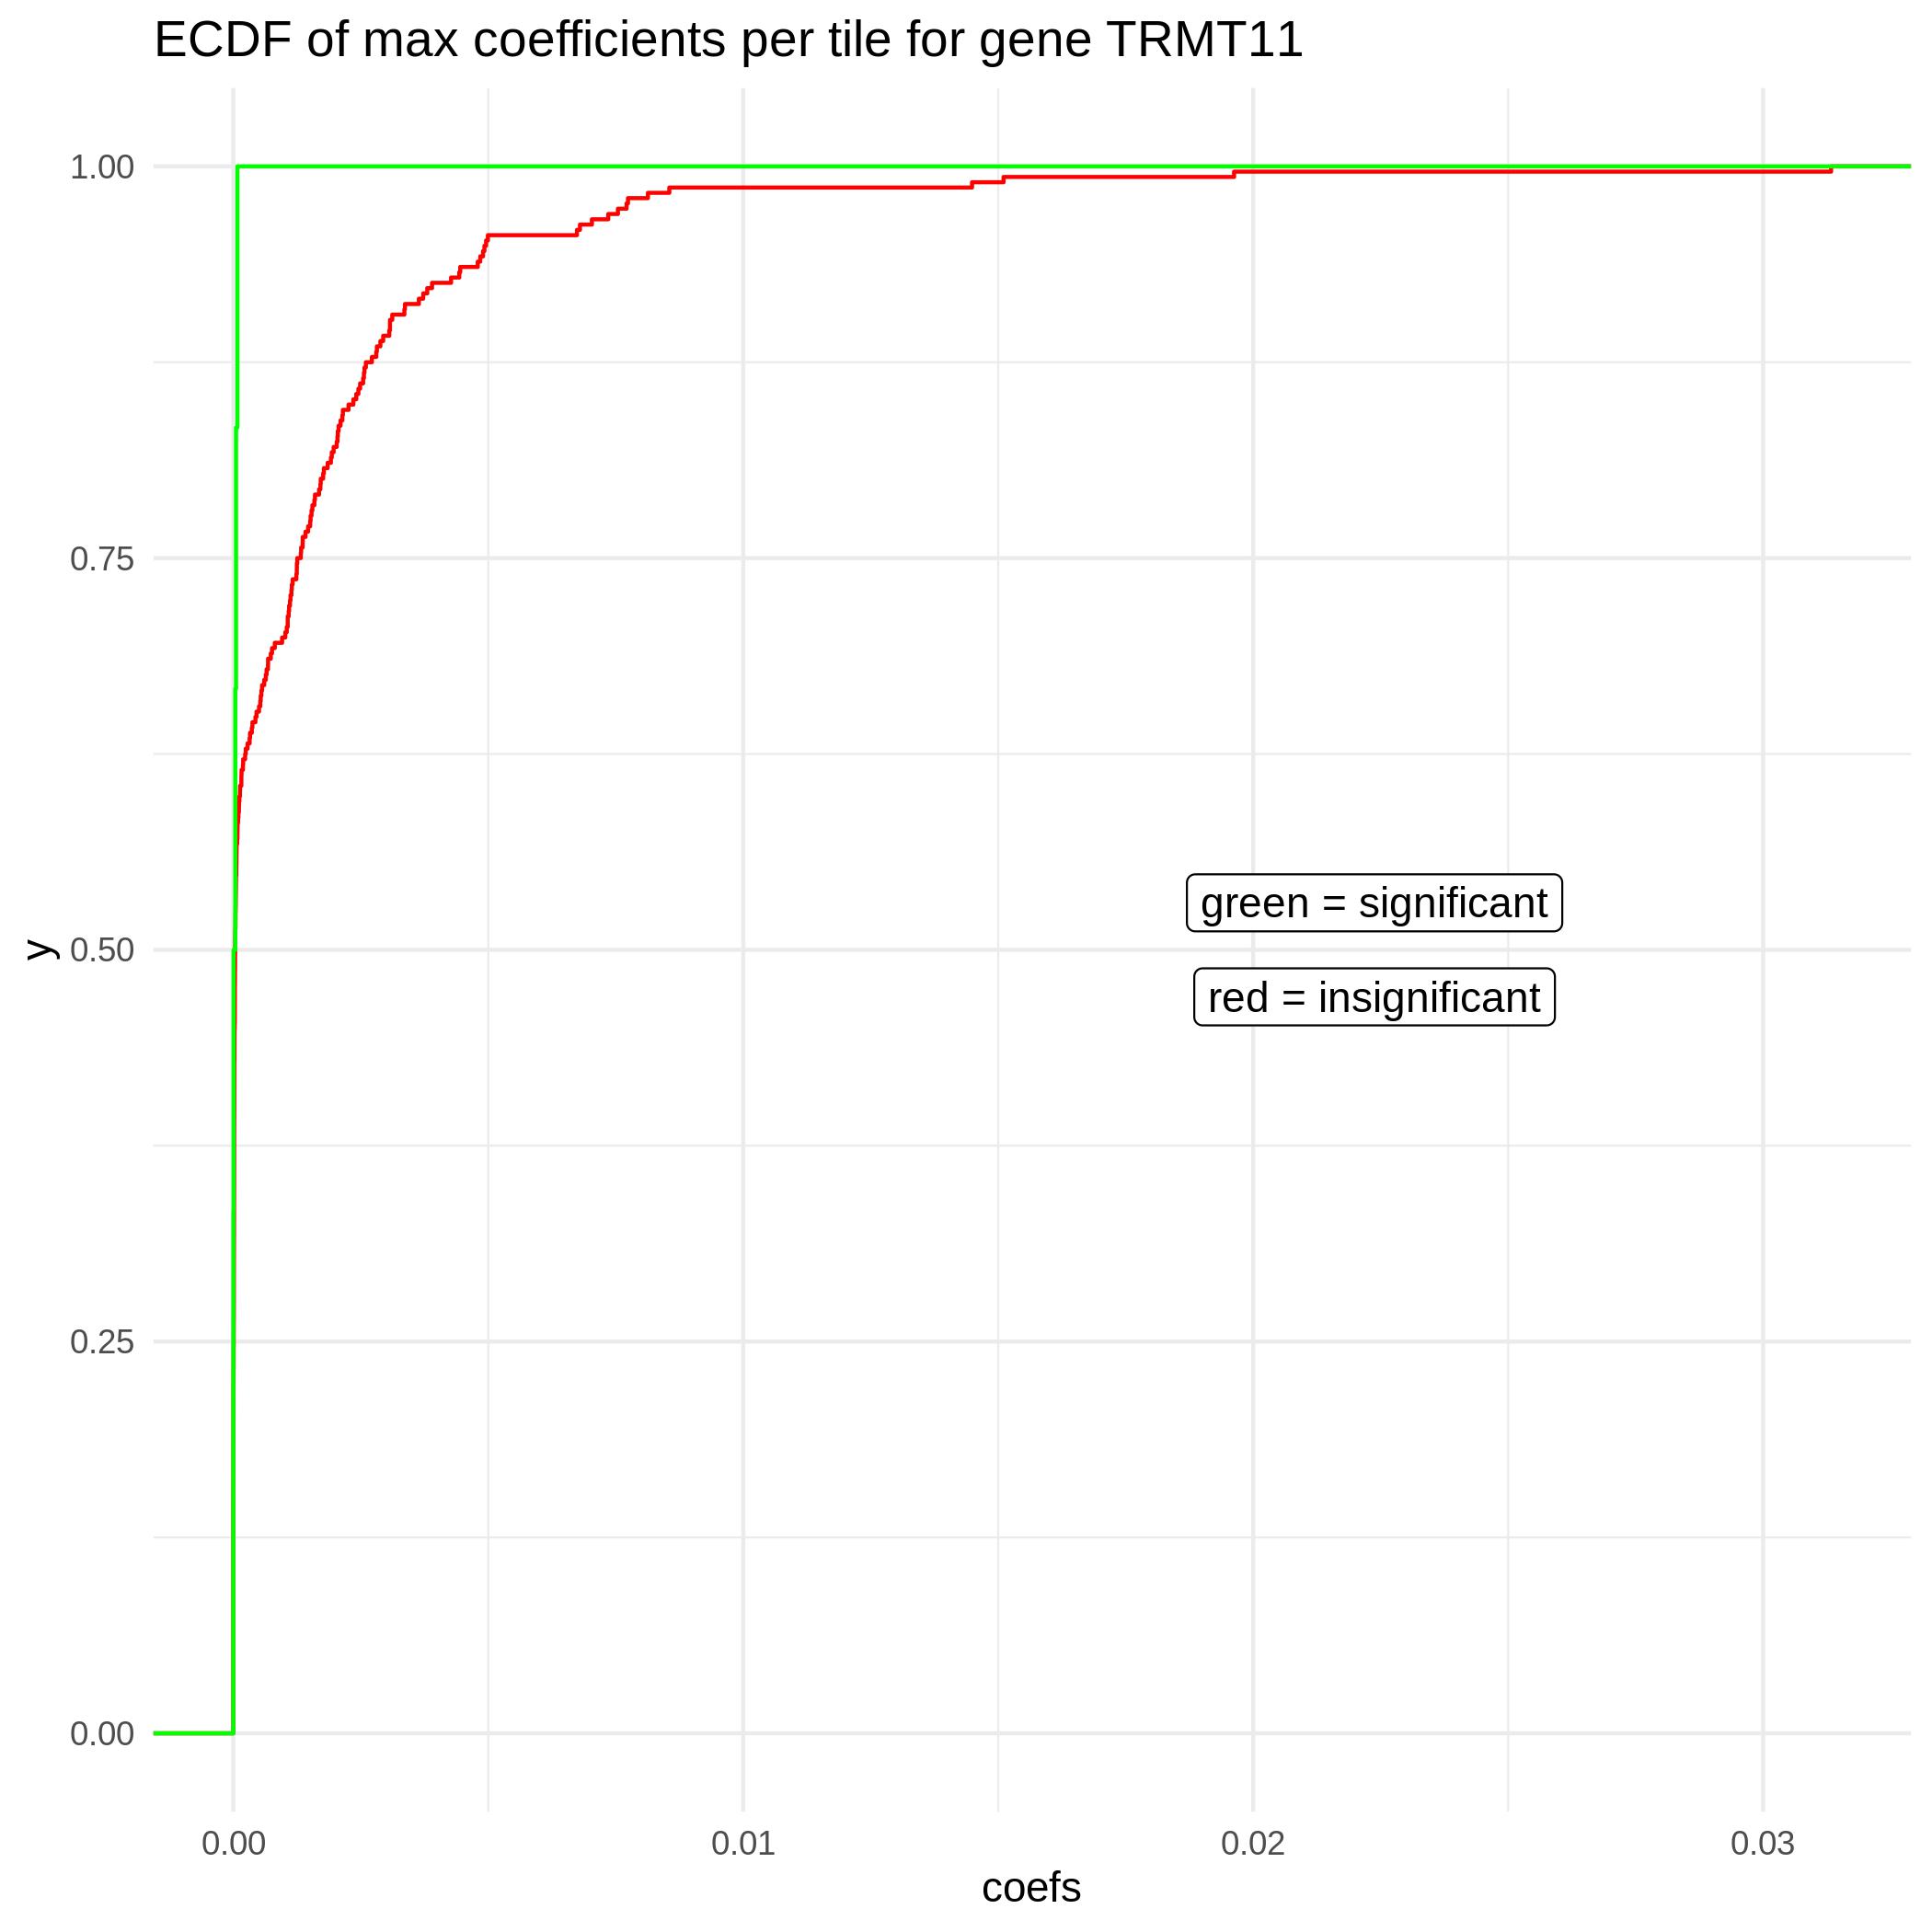 ECDF of max coefficients per tile for gene TRMT11
1.00
0.75
0.50
0.25
0.00
y
green = significant
red = insignificant
0.00 0.01 0.02 0.03
coefs